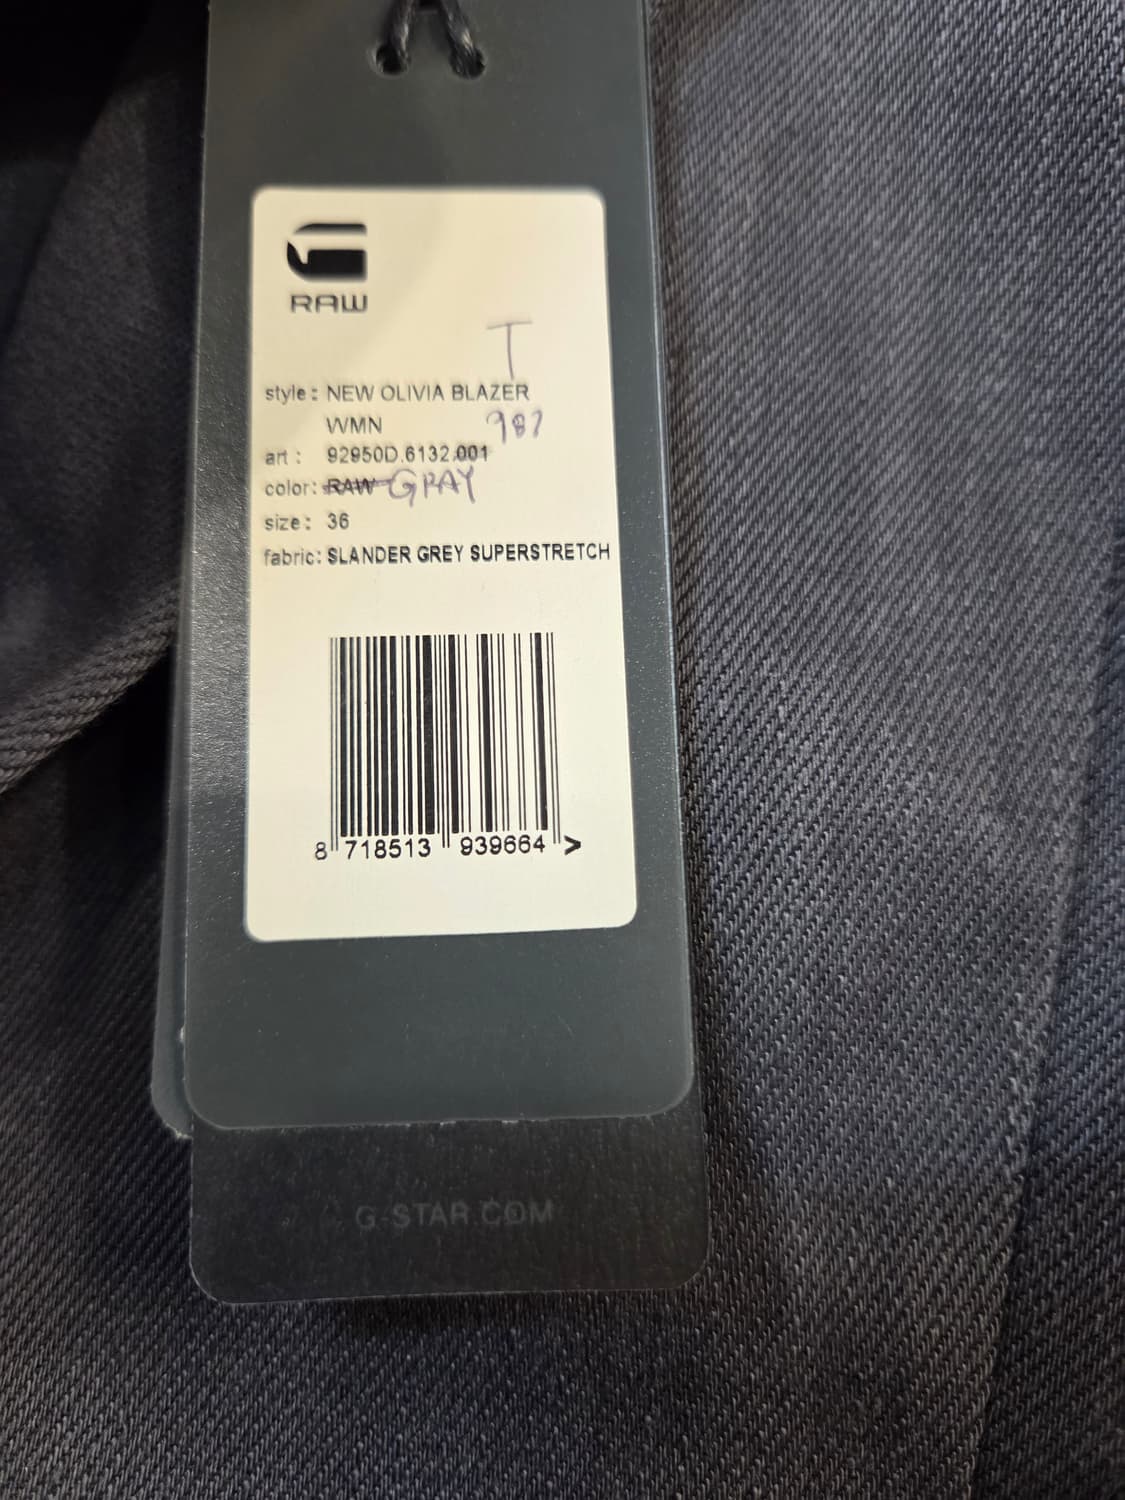 RAW
T
style: NEW OLIVIA BLAZER
WMN 987
art: 92950D.6132.001
color: RAW GRAY
size: 36
fabric: SLANDER GREY SUPERSTRETCH
8 718513 939664 >
G-STAR.COM